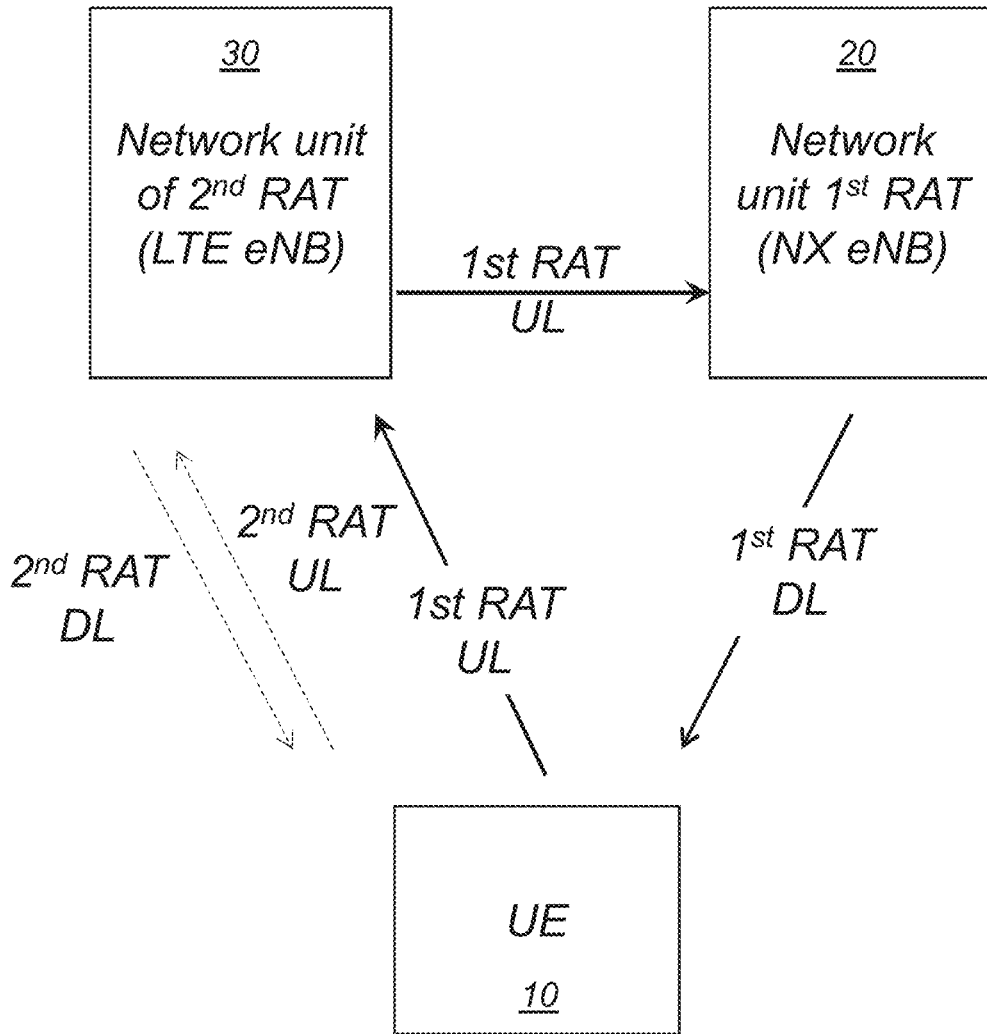 30
Network unit
of 2nd RAT
(LTE eNB)
20
Network
unit 1st RAT
(NX eNB)
1st RAT
UL
2nd RAT
DL
2nd RAT
UL
1st RAT
UL
1st RAT
DL
UE
10